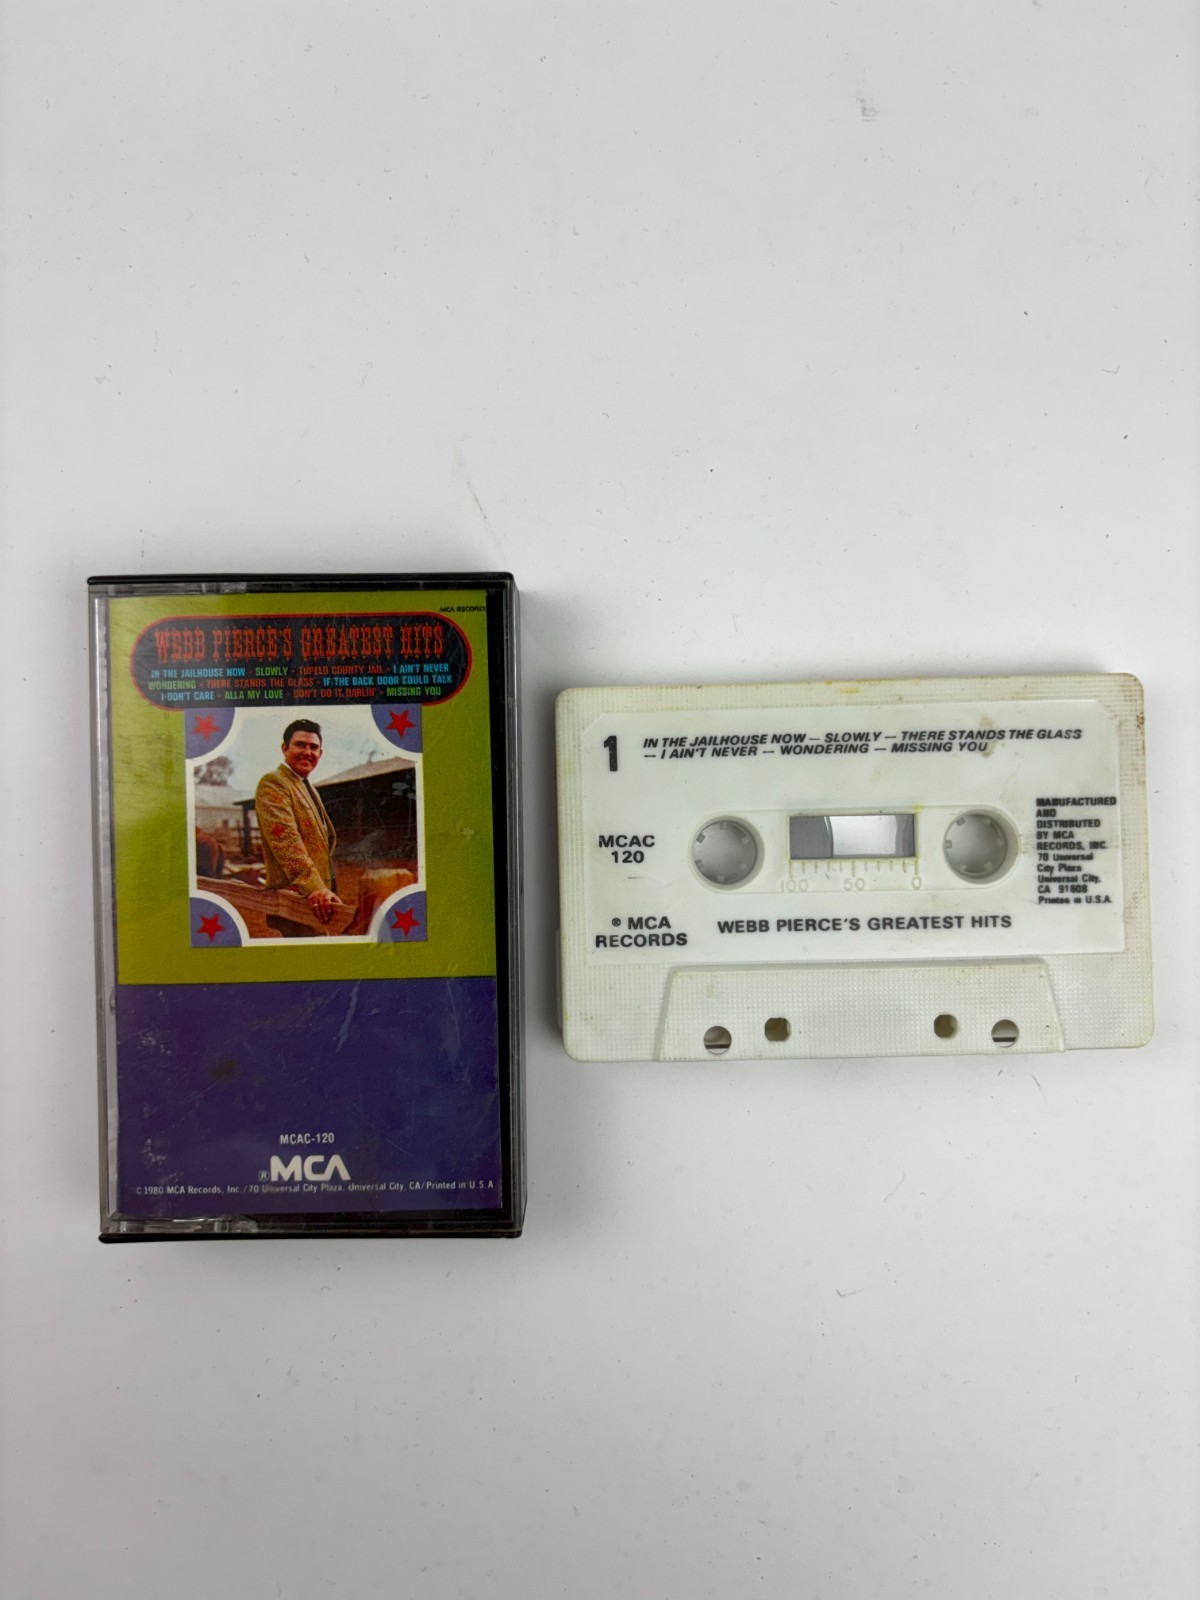 MCA RECORDS
WEBB PIERCE'S GREATEST HITS
IN THE JAILHOUSE NOW - SLOWLY - TUPELO COUNTY JAIL - I AIN'T NEVER
WONDERING - THERE STANDS THE GLASS - IF THE BACK DOOR COULD TALK
I DON'T CARE - ALLA MY LOVE - DON'T DO IT DARLIN' - MISSING YOU
MCAC-120
® MCA
© 1980 MCA Records, Inc./70 Universal City Plaza, Universal City, CA/Printed in U.S.A.
1
IN THE JAILHOUSE NOW — SLOWLY — THERE STANDS THE GLASS
— I AIN'T NEVER — WONDERING — MISSING YOU
MCAC
120
MANUFACTURED
AND
DISTRIBUTED
BY MCA
RECORDS, INC.
70 Universal
City Plaza
Universal City,
CA 91608
Printed in U.S.A.
100 50 0
® MCA
RECORDS
WEBB PIERCE'S GREATEST HITS